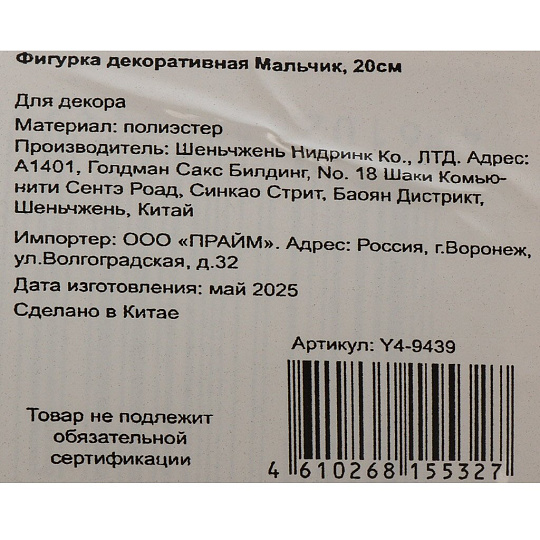 Фигурка декоративная Мальчик, 20см
Для декора
Материал: полиэстер
Производитель: Шеньчжень Нидринк Ко., ЛТД. Адрес:
А1401, Голдман Сакс Билдинг, No. 18 Шаки Комью-
нити Сентэ Роад, Синкао Стрит, Баоян Дистрикт,
Шеньчжень, Китай
Импортер: ООО «ПРАЙМ». Адрес: Россия, г.Воронеж,
ул.Волгоградская, д.32
Дата изготовления: май 2025
Сделано в Китае
Артикул: Y4-9439
Товар не подлежит
обязательной
сертификации
4 610268 155327